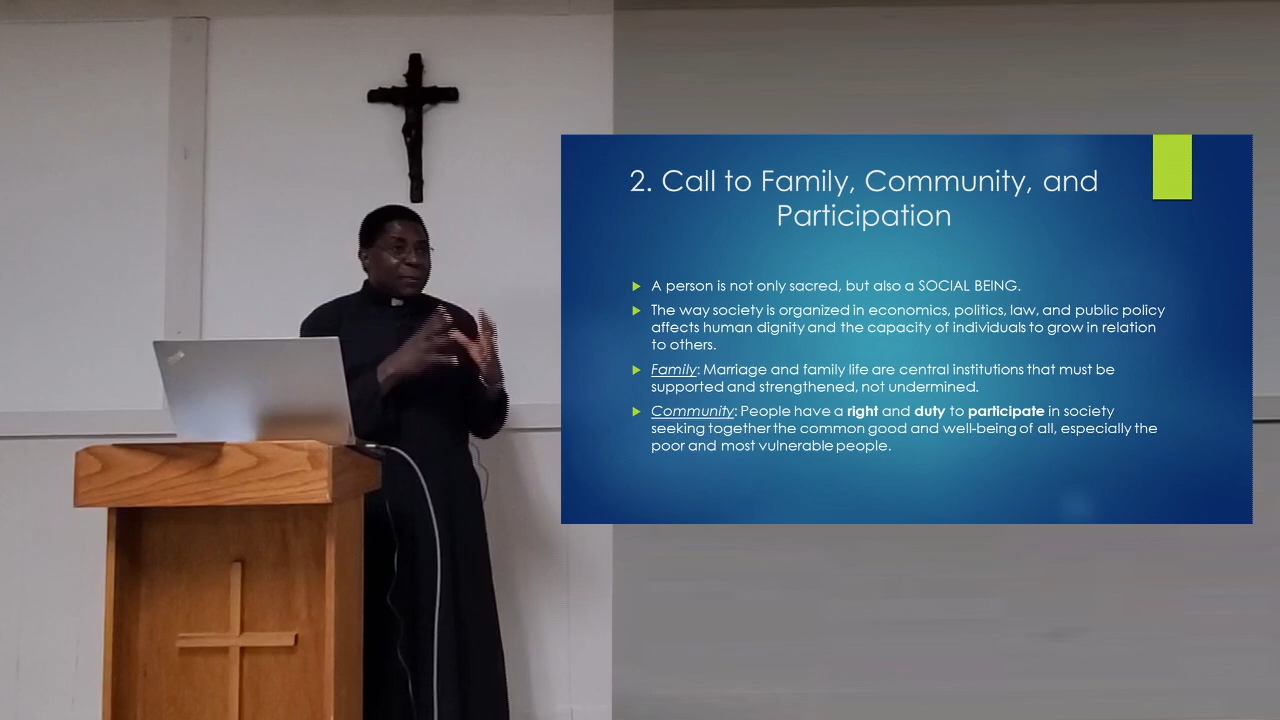 2. Call to Family, Community, and
Participation
A person is not only sacred, but also a SOCIAL BEING.
The way society is organized in economics, politics, law, and public policy
affects human dignity and the capacity of individuals to grow in relation
to others.
Family: Marriage and family life are central institutions that must be
supported and strengthened, not undermined.
Community: People have a right and duty to participate in society
seeking together the common good and well-being of all, especially the
poor and most vulnerable people.